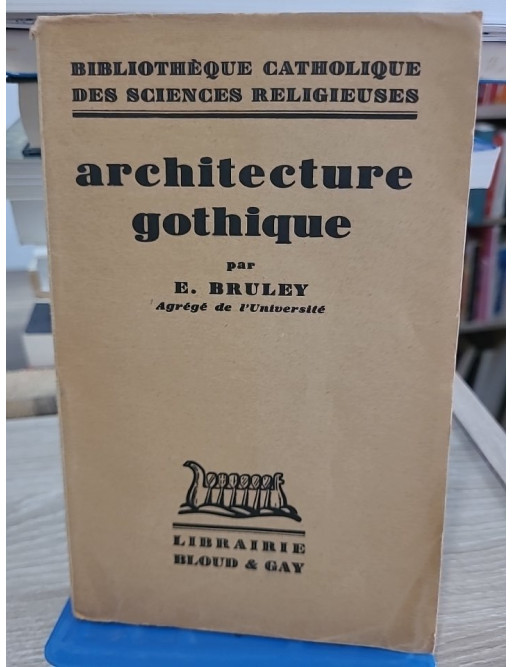 BIBLIOTHÈQUE CATHOLIQUE
DES SCIENCES RELIGIEUSES
architecture
gothique
par
E. BRULEY
Agrégé de l'Université
LIBRAIRIE
BLOUD & GAY